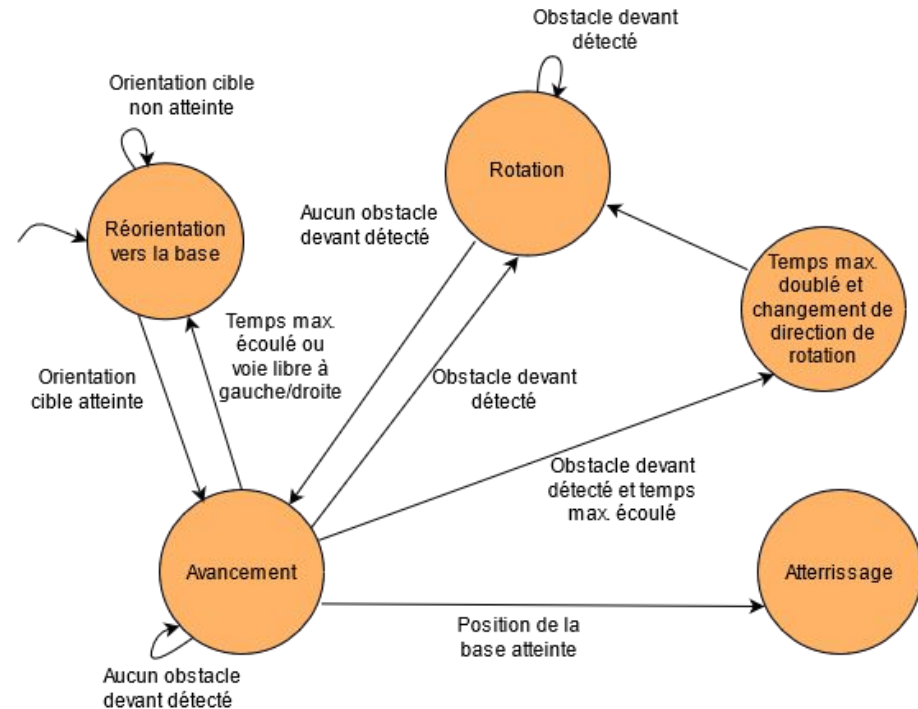 Obstacle devant
détecté
Orientation cible
non atteinte
Rotation
Aucun obstacle
devant détecté
Réorientation
vers la base
Temps max.
doublé et
changement de
direction de
rotation
Temps max.
écoulé ou
voie libre à
gauche/droite
Orientation
cible atteinte
Obstacle devant
détecté
Obstacle devant
détecté et temps
max. écoulé
Avancement
Atterrissage
Position de la
base atteinte
Aucun obstacle
devant détecté